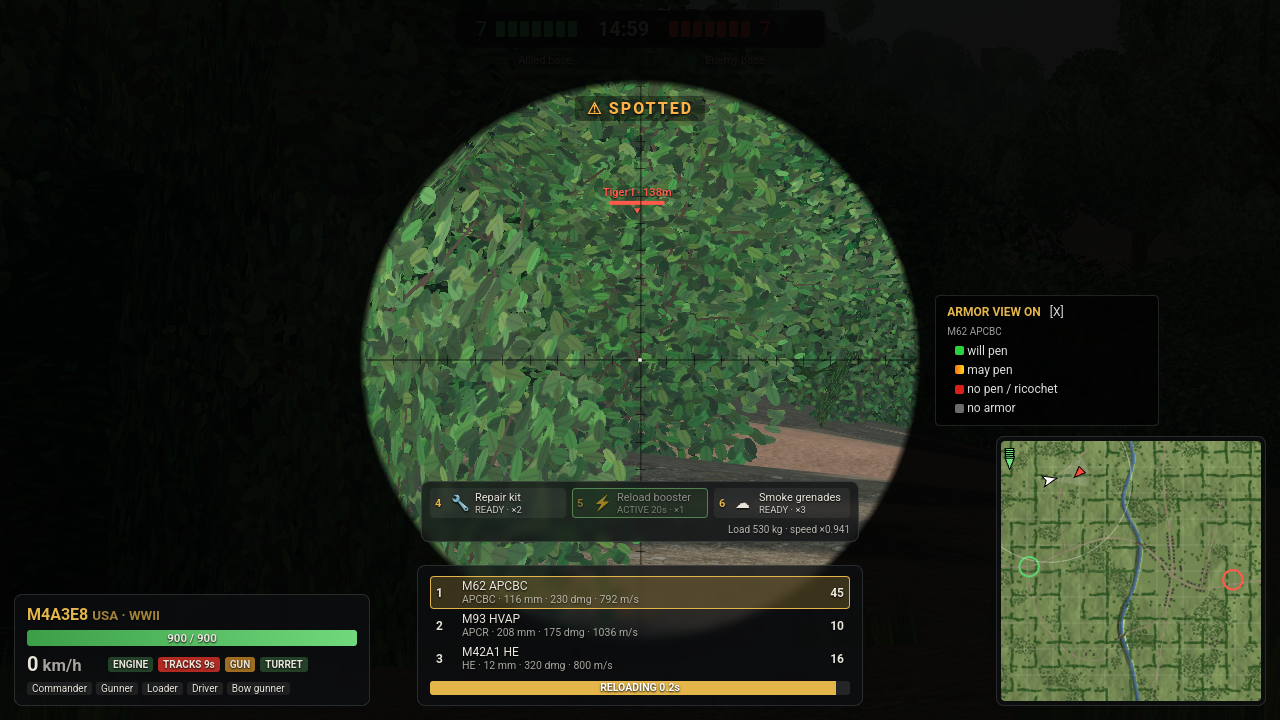 7 14:59 7
Allied base
Enemy base
⚠ SPOTTED
Tiger I · 138m
ARMOR VIEW ON [X]
M62 APCBC
will pen
may pen
no pen / ricochet
no armor
4 Repair kit
READY · ×2
5 Reload booster
ACTIVE 20s · ×1
6 Smoke grenades
READY · ×3
Load 530 kg · speed ×0.941
1 M62 APCBC 45
APCBC · 116 mm · 230 dmg · 792 m/s
2 M93 HVAP 10
APCR · 208 mm · 175 dmg · 1036 m/s
3 M42A1 HE 16
HE · 12 mm · 320 dmg · 800 m/s
RELOADING 0.2s
M4A3E8 USA · WWII
900 / 900
0 km/h ENGINE TRACKS 9s GUN TURRET
Commander Gunner Loader Driver Bow gunner